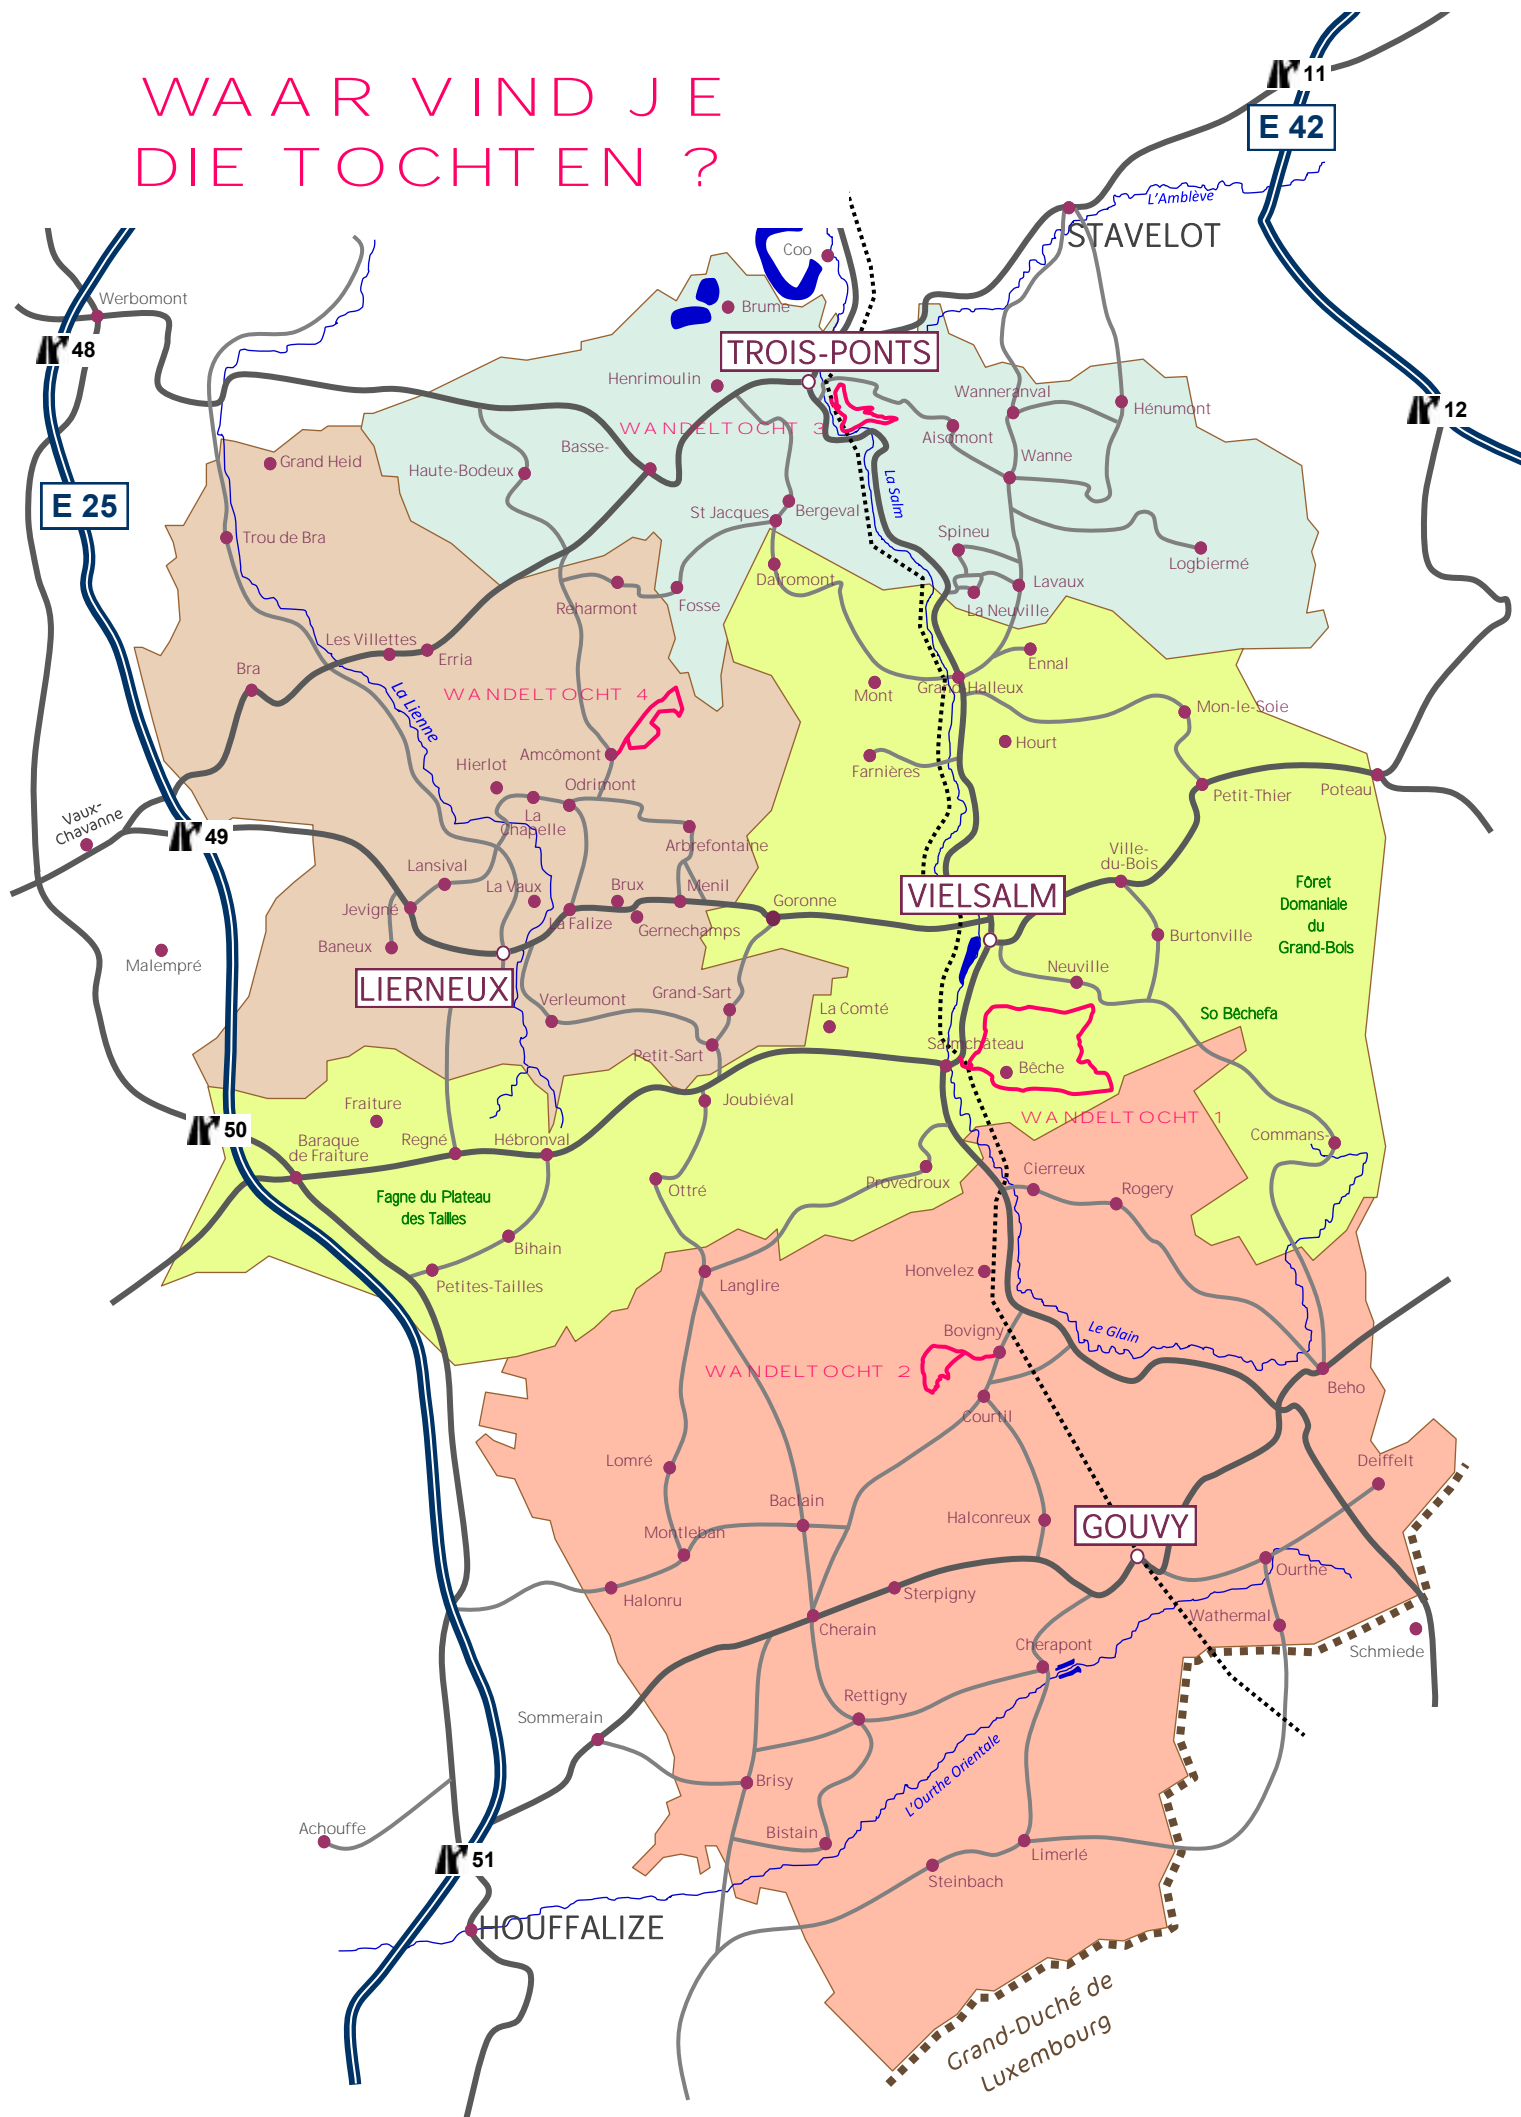 WAAR VIND JE
DIE TOCHTEN ?
11
E 42
L'Amblève
STAVELOT
Coo
Werbomont
Brume
48
TROIS-PONTS
Henrimoulin
Wanneranval
Hénumont
12
WANDELTOCHT 3
Aisomont
Basse-
Wanne
Grand Heid
Haute-Bodeux
La Salm
E 25
St Jacques
Bergeval
Trou de Bra
Spineu
Logbiermé
Dairomont
Lavaux
Reharmont
Fosse
La Neuville
Les Villettes
Erria
Ennal
Bra
Mont
Grand-Halleux
WANDELTOCHT 4
La Lienne
Mon-le-Soie
Hourt
Amcômont
Hierlot
Farnières
Odrimont
Petit-Thier
Poteau
Vaux-
Chavanne
La
Chapelle
49
Arbrefontaine
Ville-
du-Bois
Lansival
La Vaux
Brux
Menil
Goronne
VIELSALM
Fôret
Domaniale
du
Grand-Bois
Jevigné
La Falize
Gernechamps
Burtonville
Baneux
Malempré
Neuville
LIERNEUX
Verleumont
Grand-Sart
La Comté
So Bêchefa
Petit-Sart
Salmchâteau
Bêche
Fraiture
Joubiéval
WANDELTOCHT 1
50
Baraque
de Fraiture
Regné
Hébronval
Commans-
Cierreux
Provedroux
Rogery
Ottré
Fagne du Plateau
des Tailles
Bihain
Honvelez
Petites-Tailles
Langlire
Le Glain
Bovigny
WANDELTOCHT 2
Beho
Courtil
Lomré
Deiffelt
Baclain
Halconreux
GOUVY
Montleban
Ourthe
Halonru
Sterpigny
Cherain
Wathermal
Cherapont
Schmiede
Rettigny
Sommerain
L'Ourthe Orientale
Brisy
Achouffe
Bistain
51
Limerlé
Steinbach
HOUFFALIZE
Grand-Duché de
Luxembourg